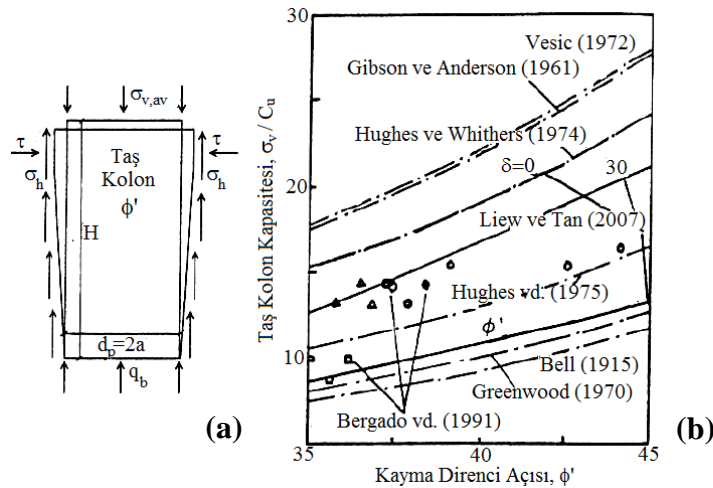 σv,av
τ
τ
σh
σh
Taş
Kolon
ϕ'
H
dp=2a
qb
(a)
Taş Kolon Kapasitesi, σv / Cu
30
20
10
5
Vesic (1972)
Gibson ve Anderson (1961)
Hughes ve Whithers (1974)
δ=0
30
Liew ve Tan (2007)
Hughes vd. (1975)
ϕ'
Bell (1915)
Greenwood (1970)
Bergado vd. (1991)
35
40
45
Kayma Direnci Açısı, ϕ'
(b)